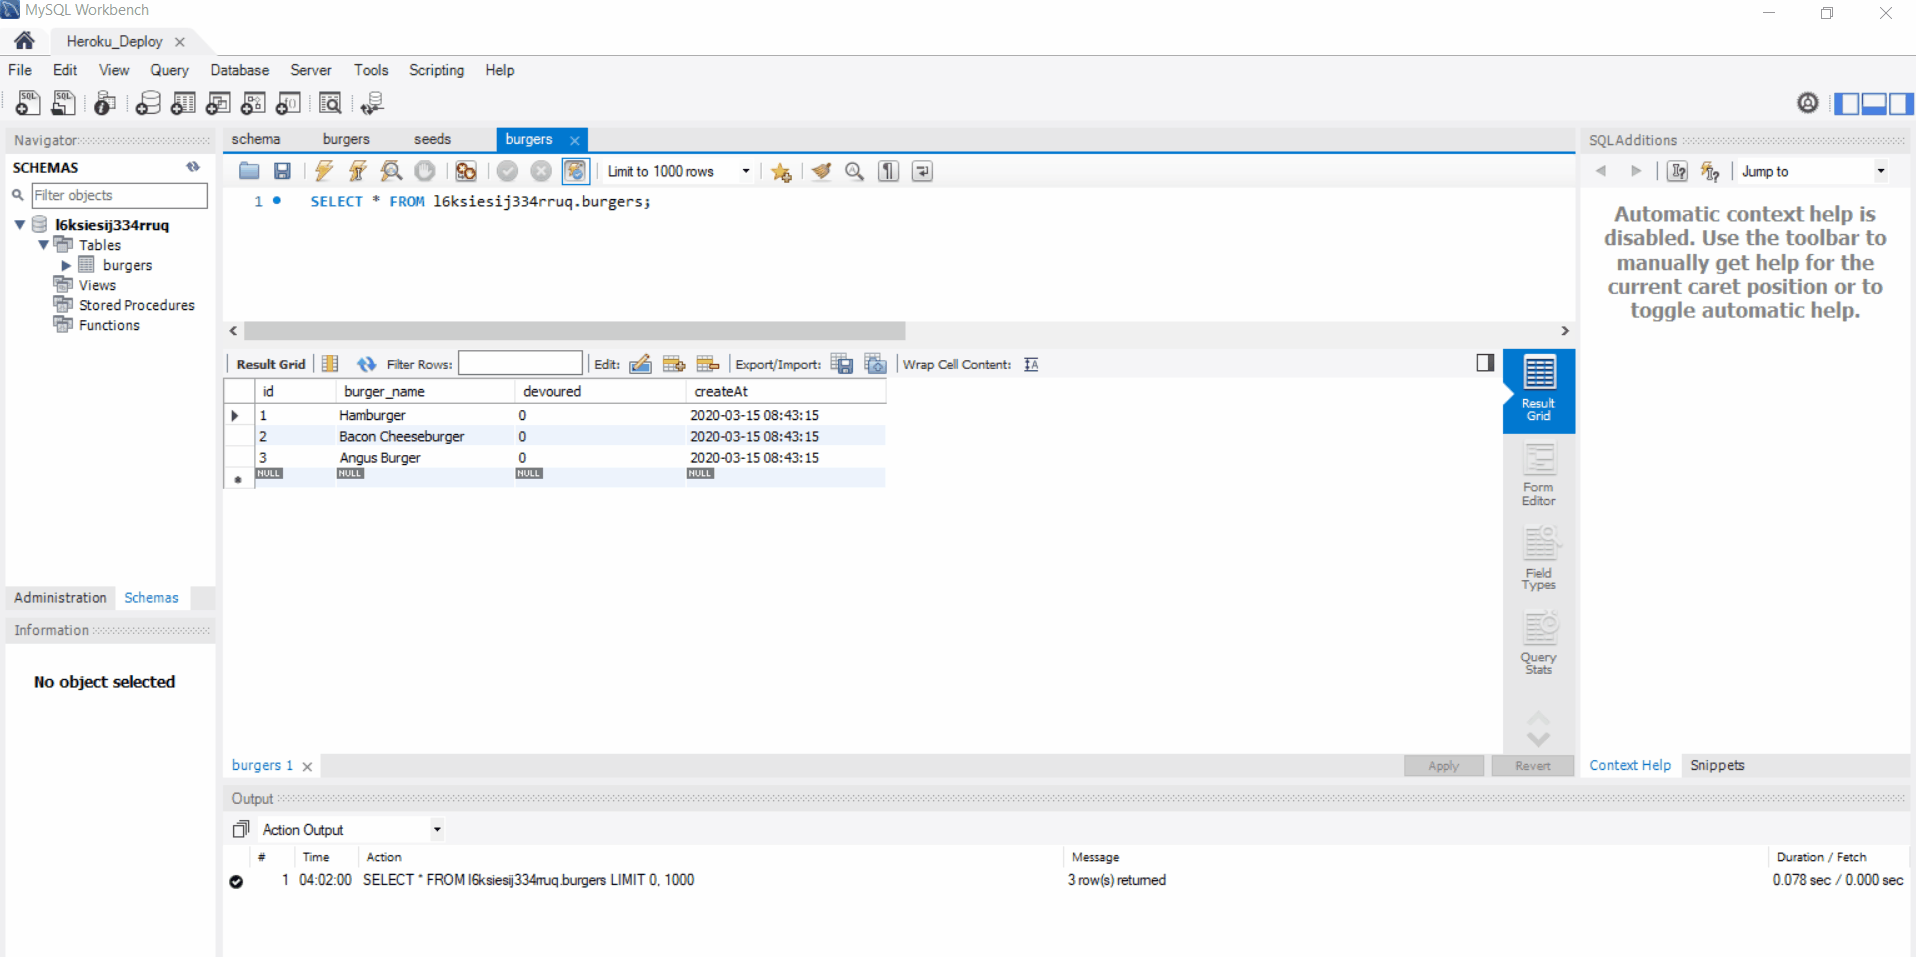 MySQL Workbench
Heroku_Deploy
File Edit View Query Database Server Tools Scripting Help
Navigator
SCHEMAS
Filter objects
l6ksiesij334rruq
Tables
burgers
Views
Stored Procedures
Functions
Administration Schemas
Information
No object selected
schema burgers seeds burgers
Limit to 1000 rows
1 SELECT * FROM l6ksiesij334rruq.burgers;
Result Grid Filter Rows: Edit: Export/Import: Wrap Cell Content:
id burger_name devoured createAt
1 Hamburger 0 2020-03-15 08:43:15
2 Bacon Cheeseburger 0 2020-03-15 08:43:15
3 Angus Burger 0 2020-03-15 08:43:15
NULL NULL NULL NULL
Result
Grid
Form
Editor
Field
Types
Query
Stats
burgers 1
Apply Revert
SQLAdditions
Jump to
Automatic context help is
disabled. Use the toolbar to
manually get help for the
current caret position or to
toggle automatic help.
Context Help Snippets
Output
Action Output
# Time Action Message Duration / Fetch
1 04:02:00 SELECT * FROM l6ksiesij334rruq.burgers LIMIT 0, 1000 3 row(s) returned 0.078 sec / 0.000 sec